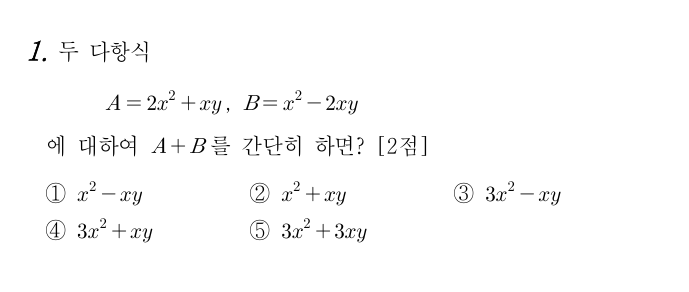 1. 두 다항식
A = 2x² + xy, B = x² − 2xy
에 대하여 A + B를 간단히 하면? [2점]
① x² − xy ② x² + xy ③ 3x² − xy
④ 3x² + xy ⑤ 3x² + 3xy